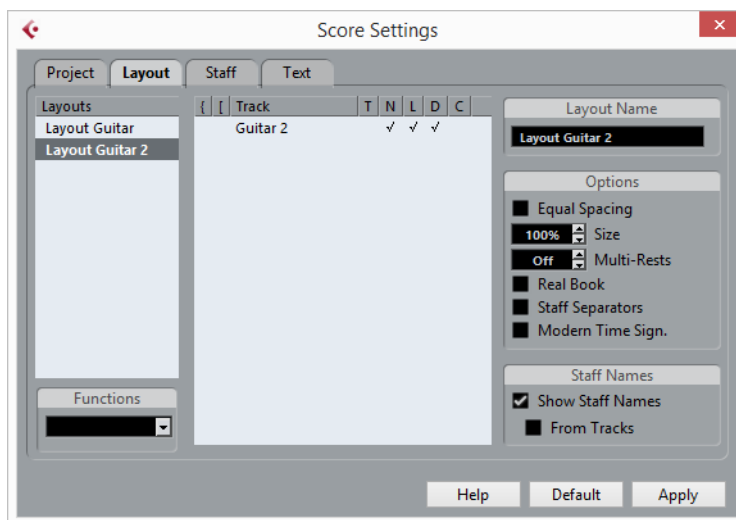 Score Settings
Project Layout Staff Text
Layouts
Layout Guitar
Layout Guitar 2
Functions
{ [ Track T N L D C
Guitar 2 √ √ √
Layout Name
Layout Guitar 2
Options
Equal Spacing
100% Size
Off Multi-Rests
Real Book
Staff Separators
Modern Time Sign.
Staff Names
Show Staff Names
From Tracks
Help Default Apply